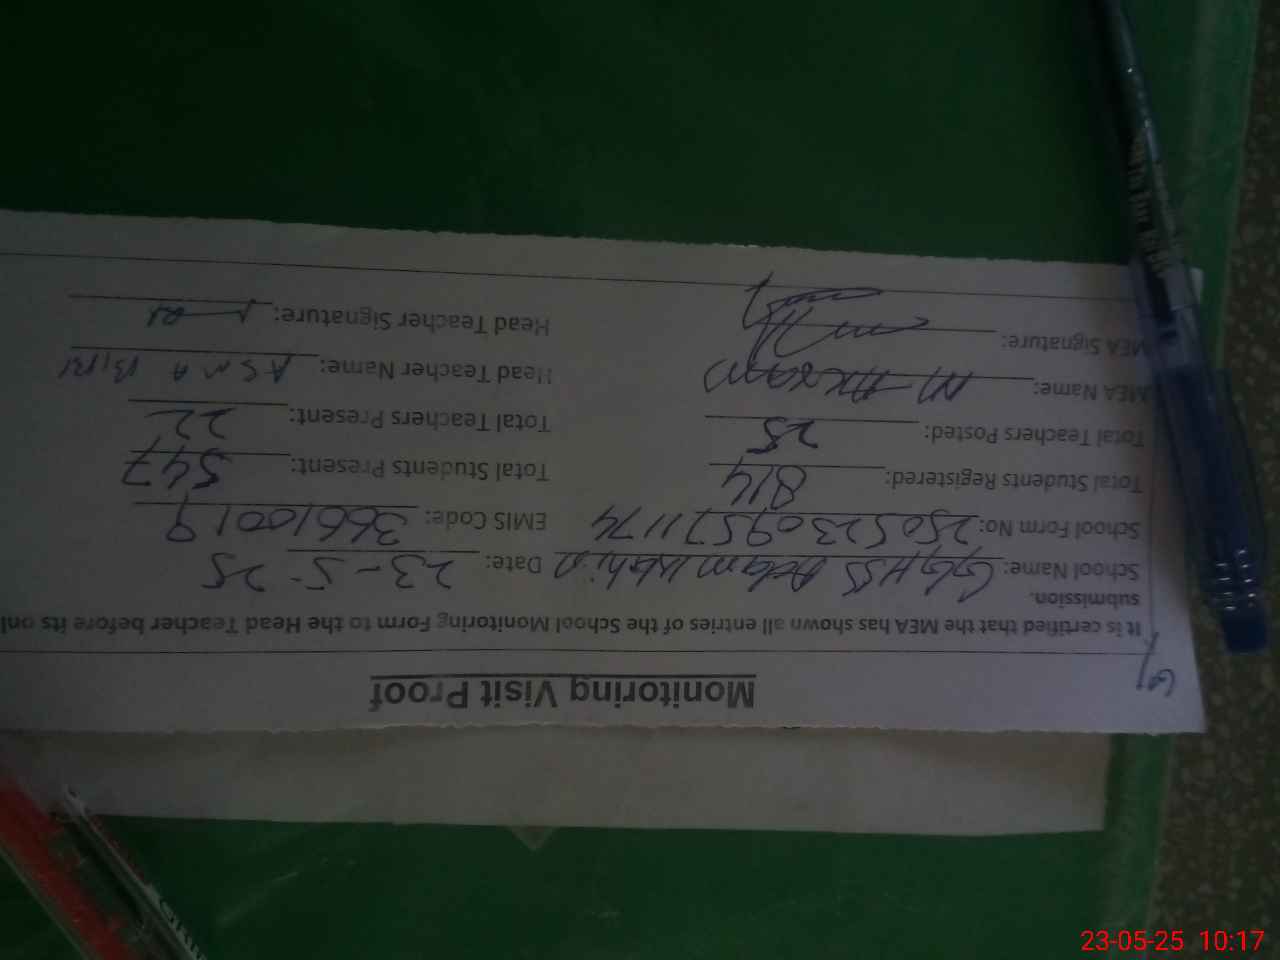 Monitoring Visit Proof
It is certified that the MEA has shown all entries of the School Monitoring Form to the Head Teacher before its onl
submission.
School Name: GGHSS Adam Date: 23-5-25
School Form No: 25052309571174 EMIS Code: 36610019
Total Students Registered: 814 Total Students Present: 547
Total Teachers Posted: 25 Total Teachers Present: 22
MEA Name: M Head Teacher Name: ASMA BIBI
MEA Signature: Head Teacher Signature:
23-05-25 10:17